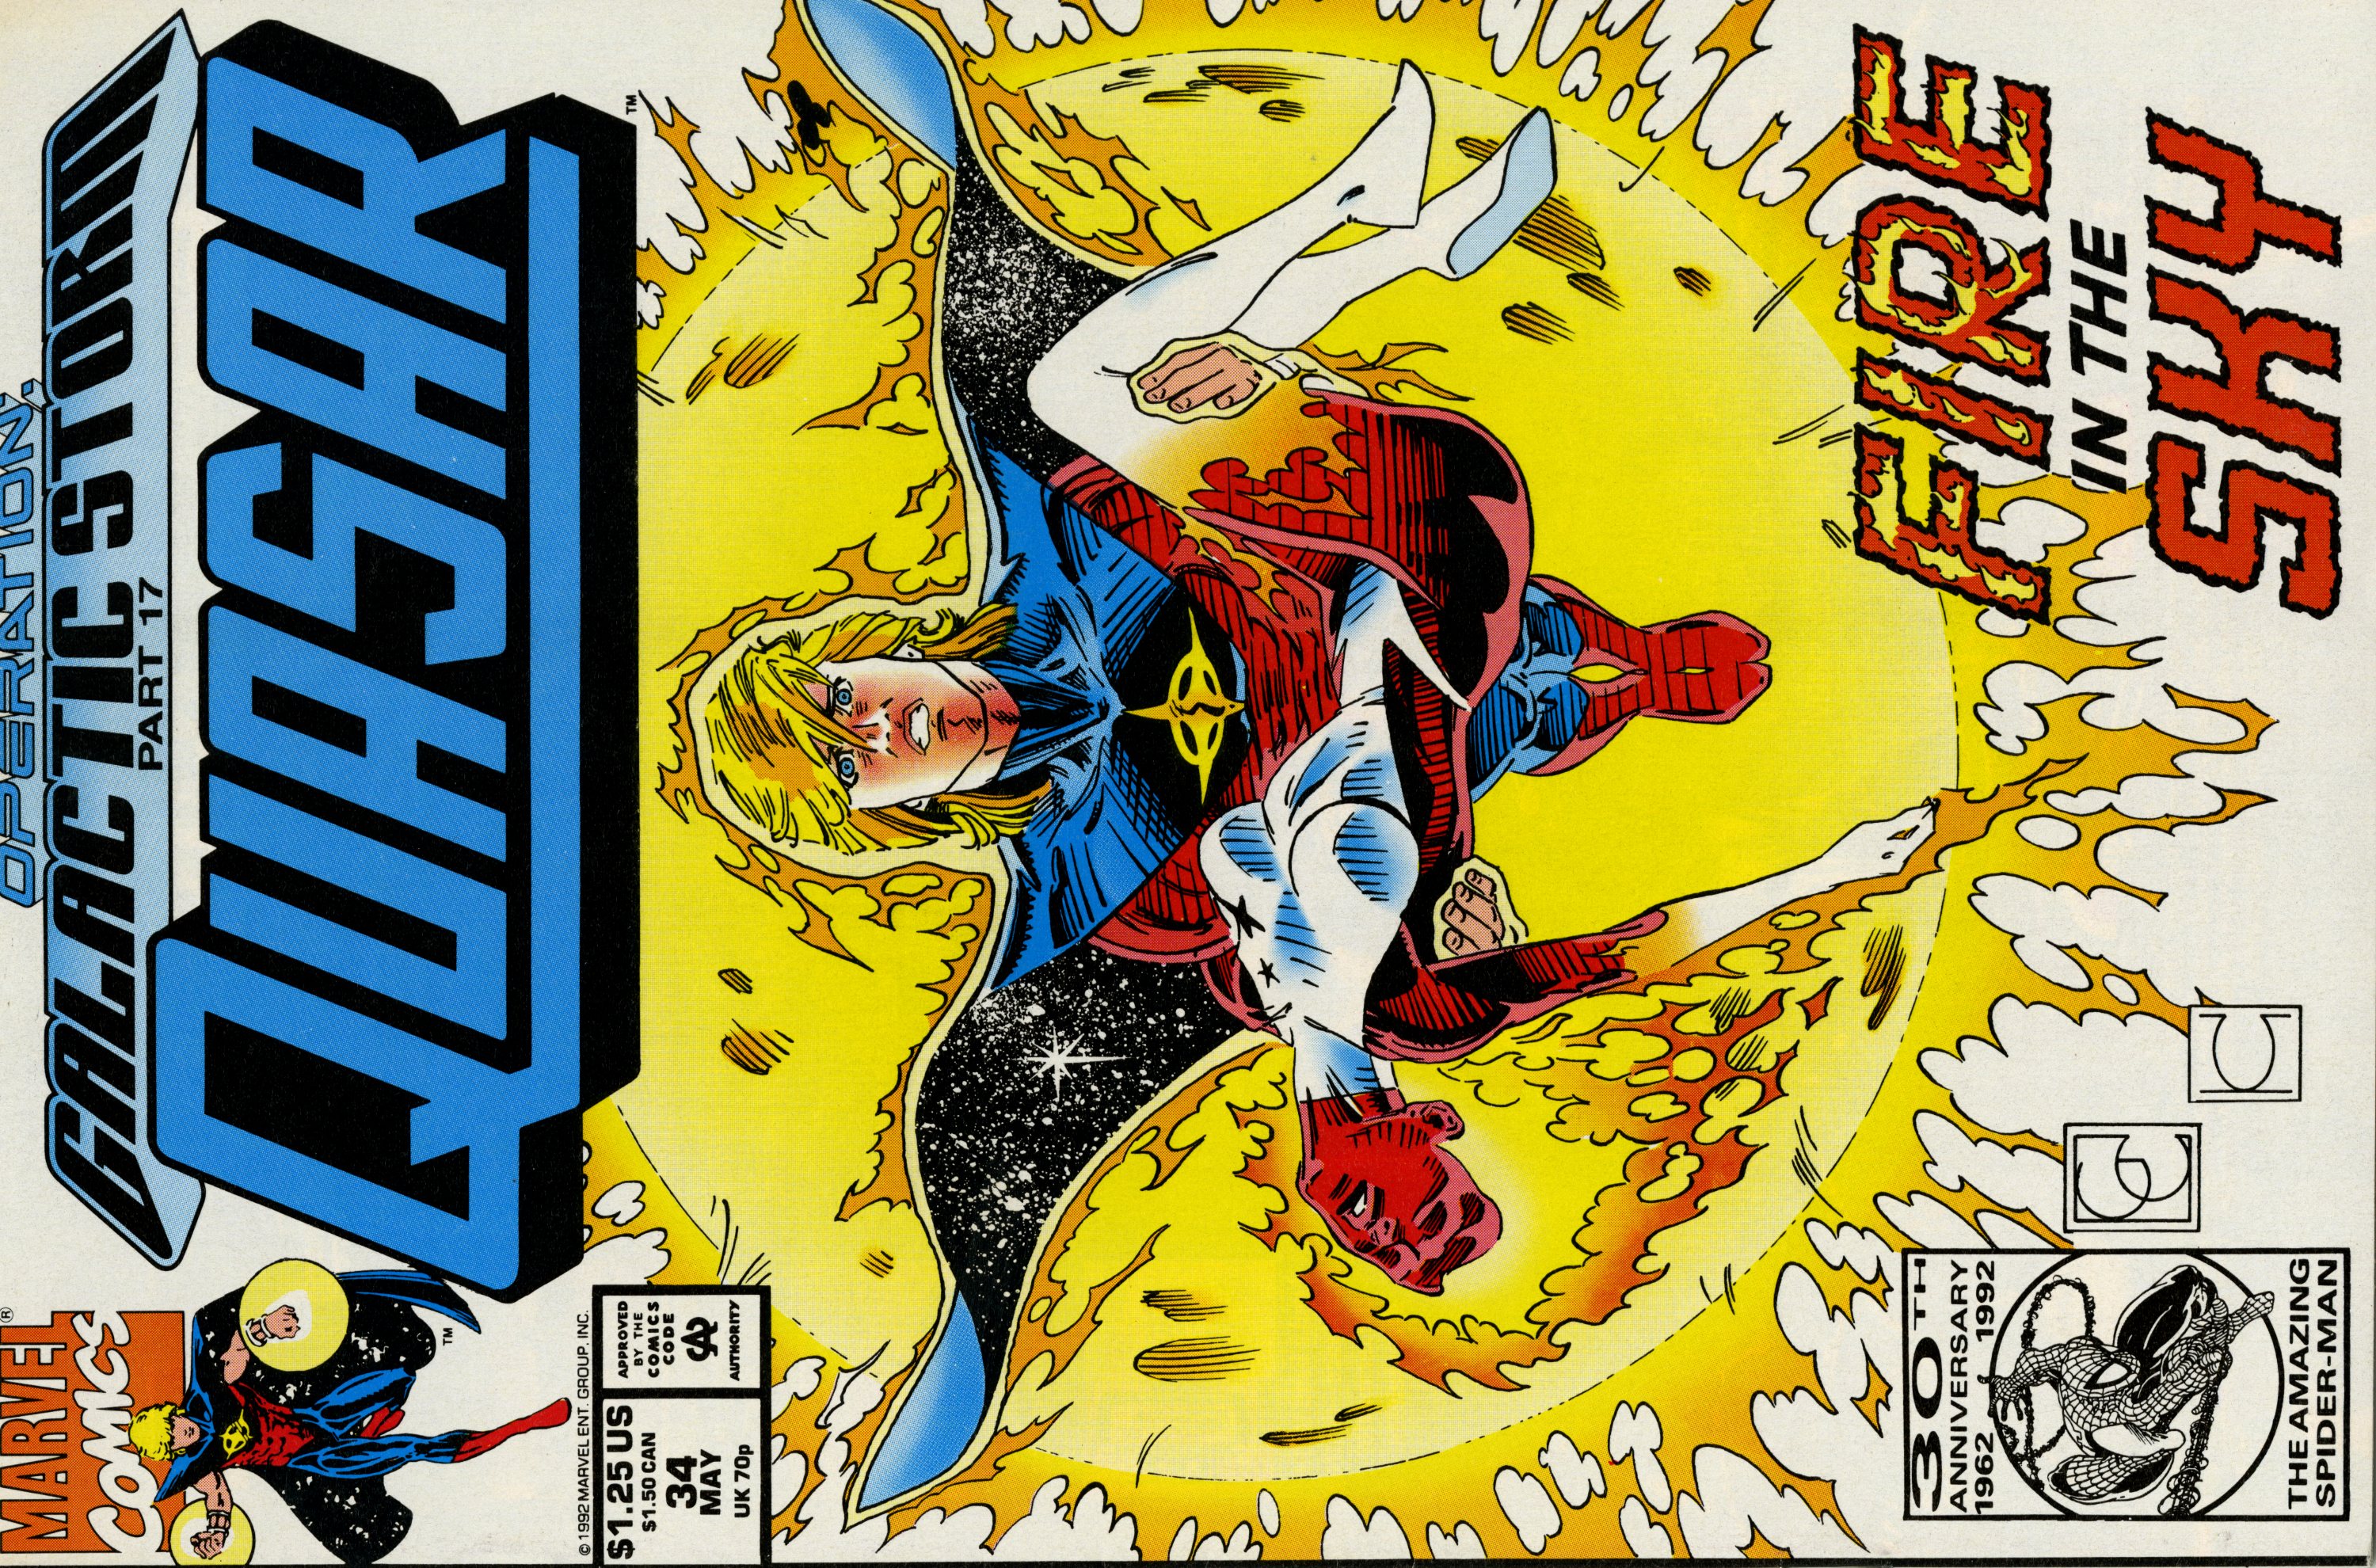 MARVEL®
COMICS
OPERATION:
GALACTIC STORM
PART 17
QUASAR
TM
TM
© 1992 MARVEL ENT. GROUP, INC.
$1.25 US
$1.50 CAN
34
MAY
UK 70p
APPROVED
BY THE
COMICS
CODE
CA
AUTHORITY
30TH
ANNIVERSARY
1962 1992
THE AMAZING
SPIDER-MAN
FIRE
IN THE
SKY